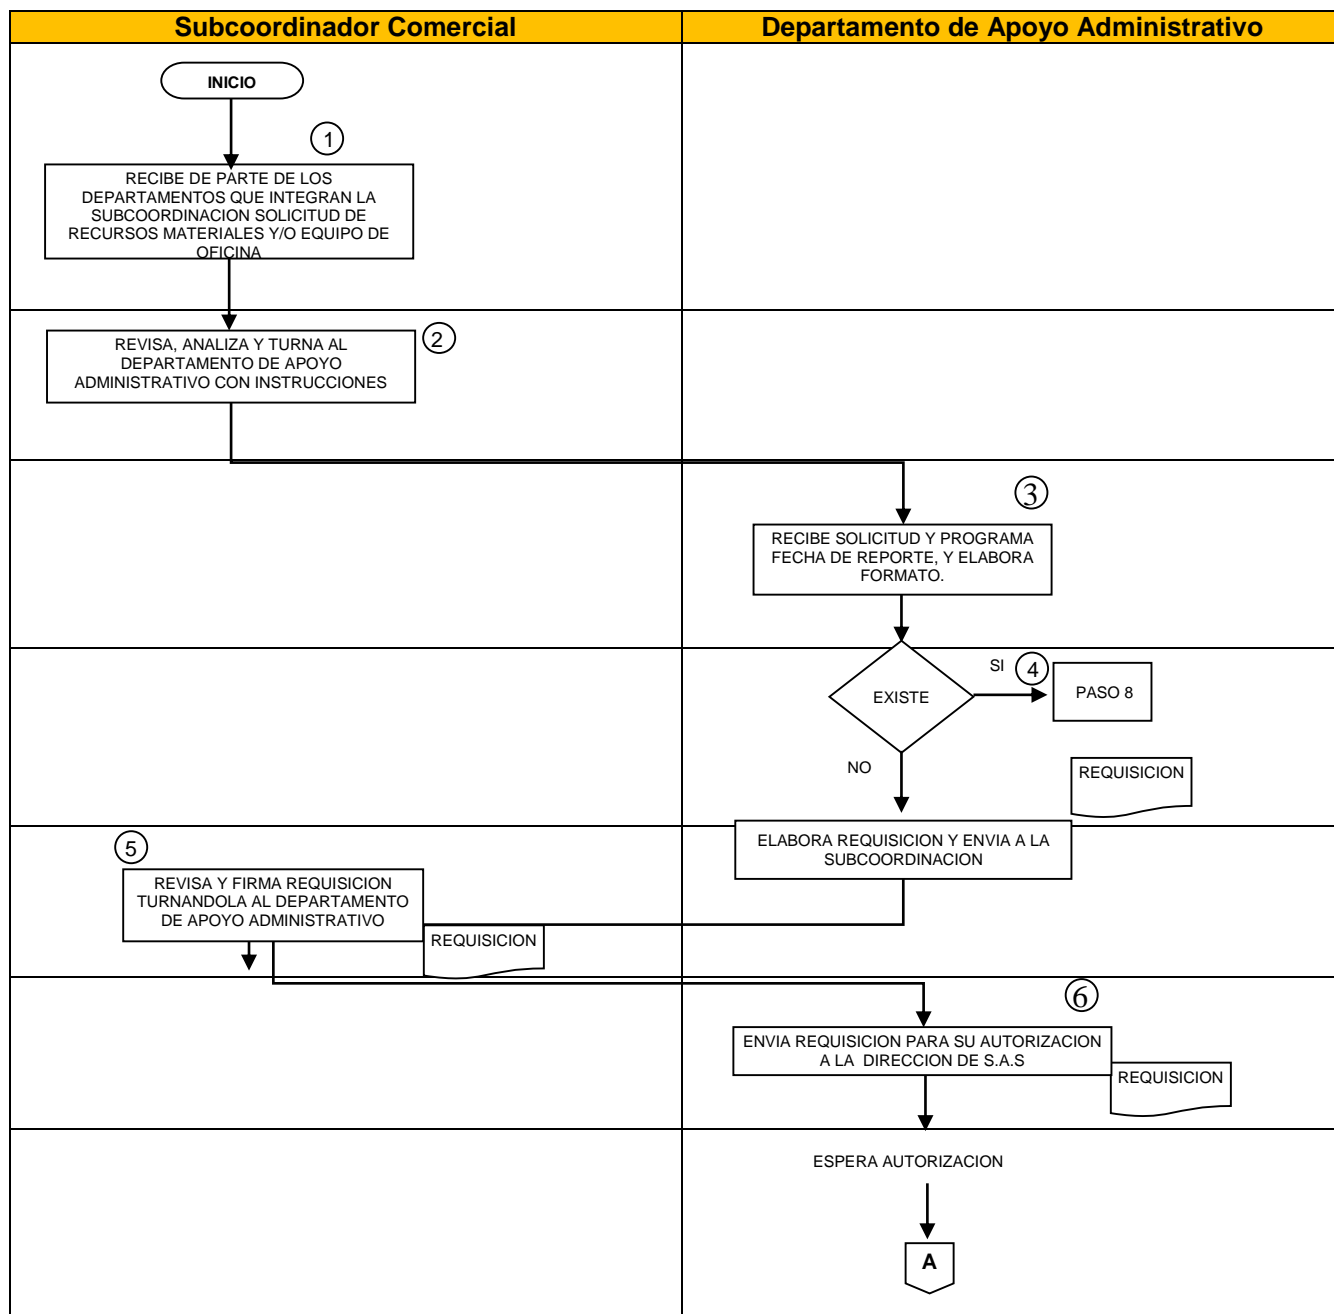 Subcoordinador Comercial
Departamento de Apoyo Administrativo
INICIO
1
RECIBE DE PARTE DE LOS
DEPARTAMENTOS QUE INTEGRAN LA
SUBCOORDINACION SOLICITUD DE
RECURSOS MATERIALES Y/O EQUIPO DE
OFICINA
2
REVISA, ANALIZA Y TURNA AL
DEPARTAMENTO DE APOYO
ADMINISTRATIVO CON INSTRUCCIONES
3
RECIBE SOLICITUD Y PROGRAMA
FECHA DE REPORTE, Y ELABORA
FORMATO.
SI
4
EXISTE
PASO 8
NO
REQUISICION
ELABORA REQUISICION Y ENVIA A LA
SUBCOORDINACION
5
REVISA Y FIRMA REQUISICION
TURNANDOLA AL DEPARTAMENTO
DE APOYO ADMINISTRATIVO
REQUISICION
6
ENVIA REQUISICION PARA SU AUTORIZACION
A LA DIRECCION DE S.A.S
REQUISICION
ESPERA AUTORIZACION
A